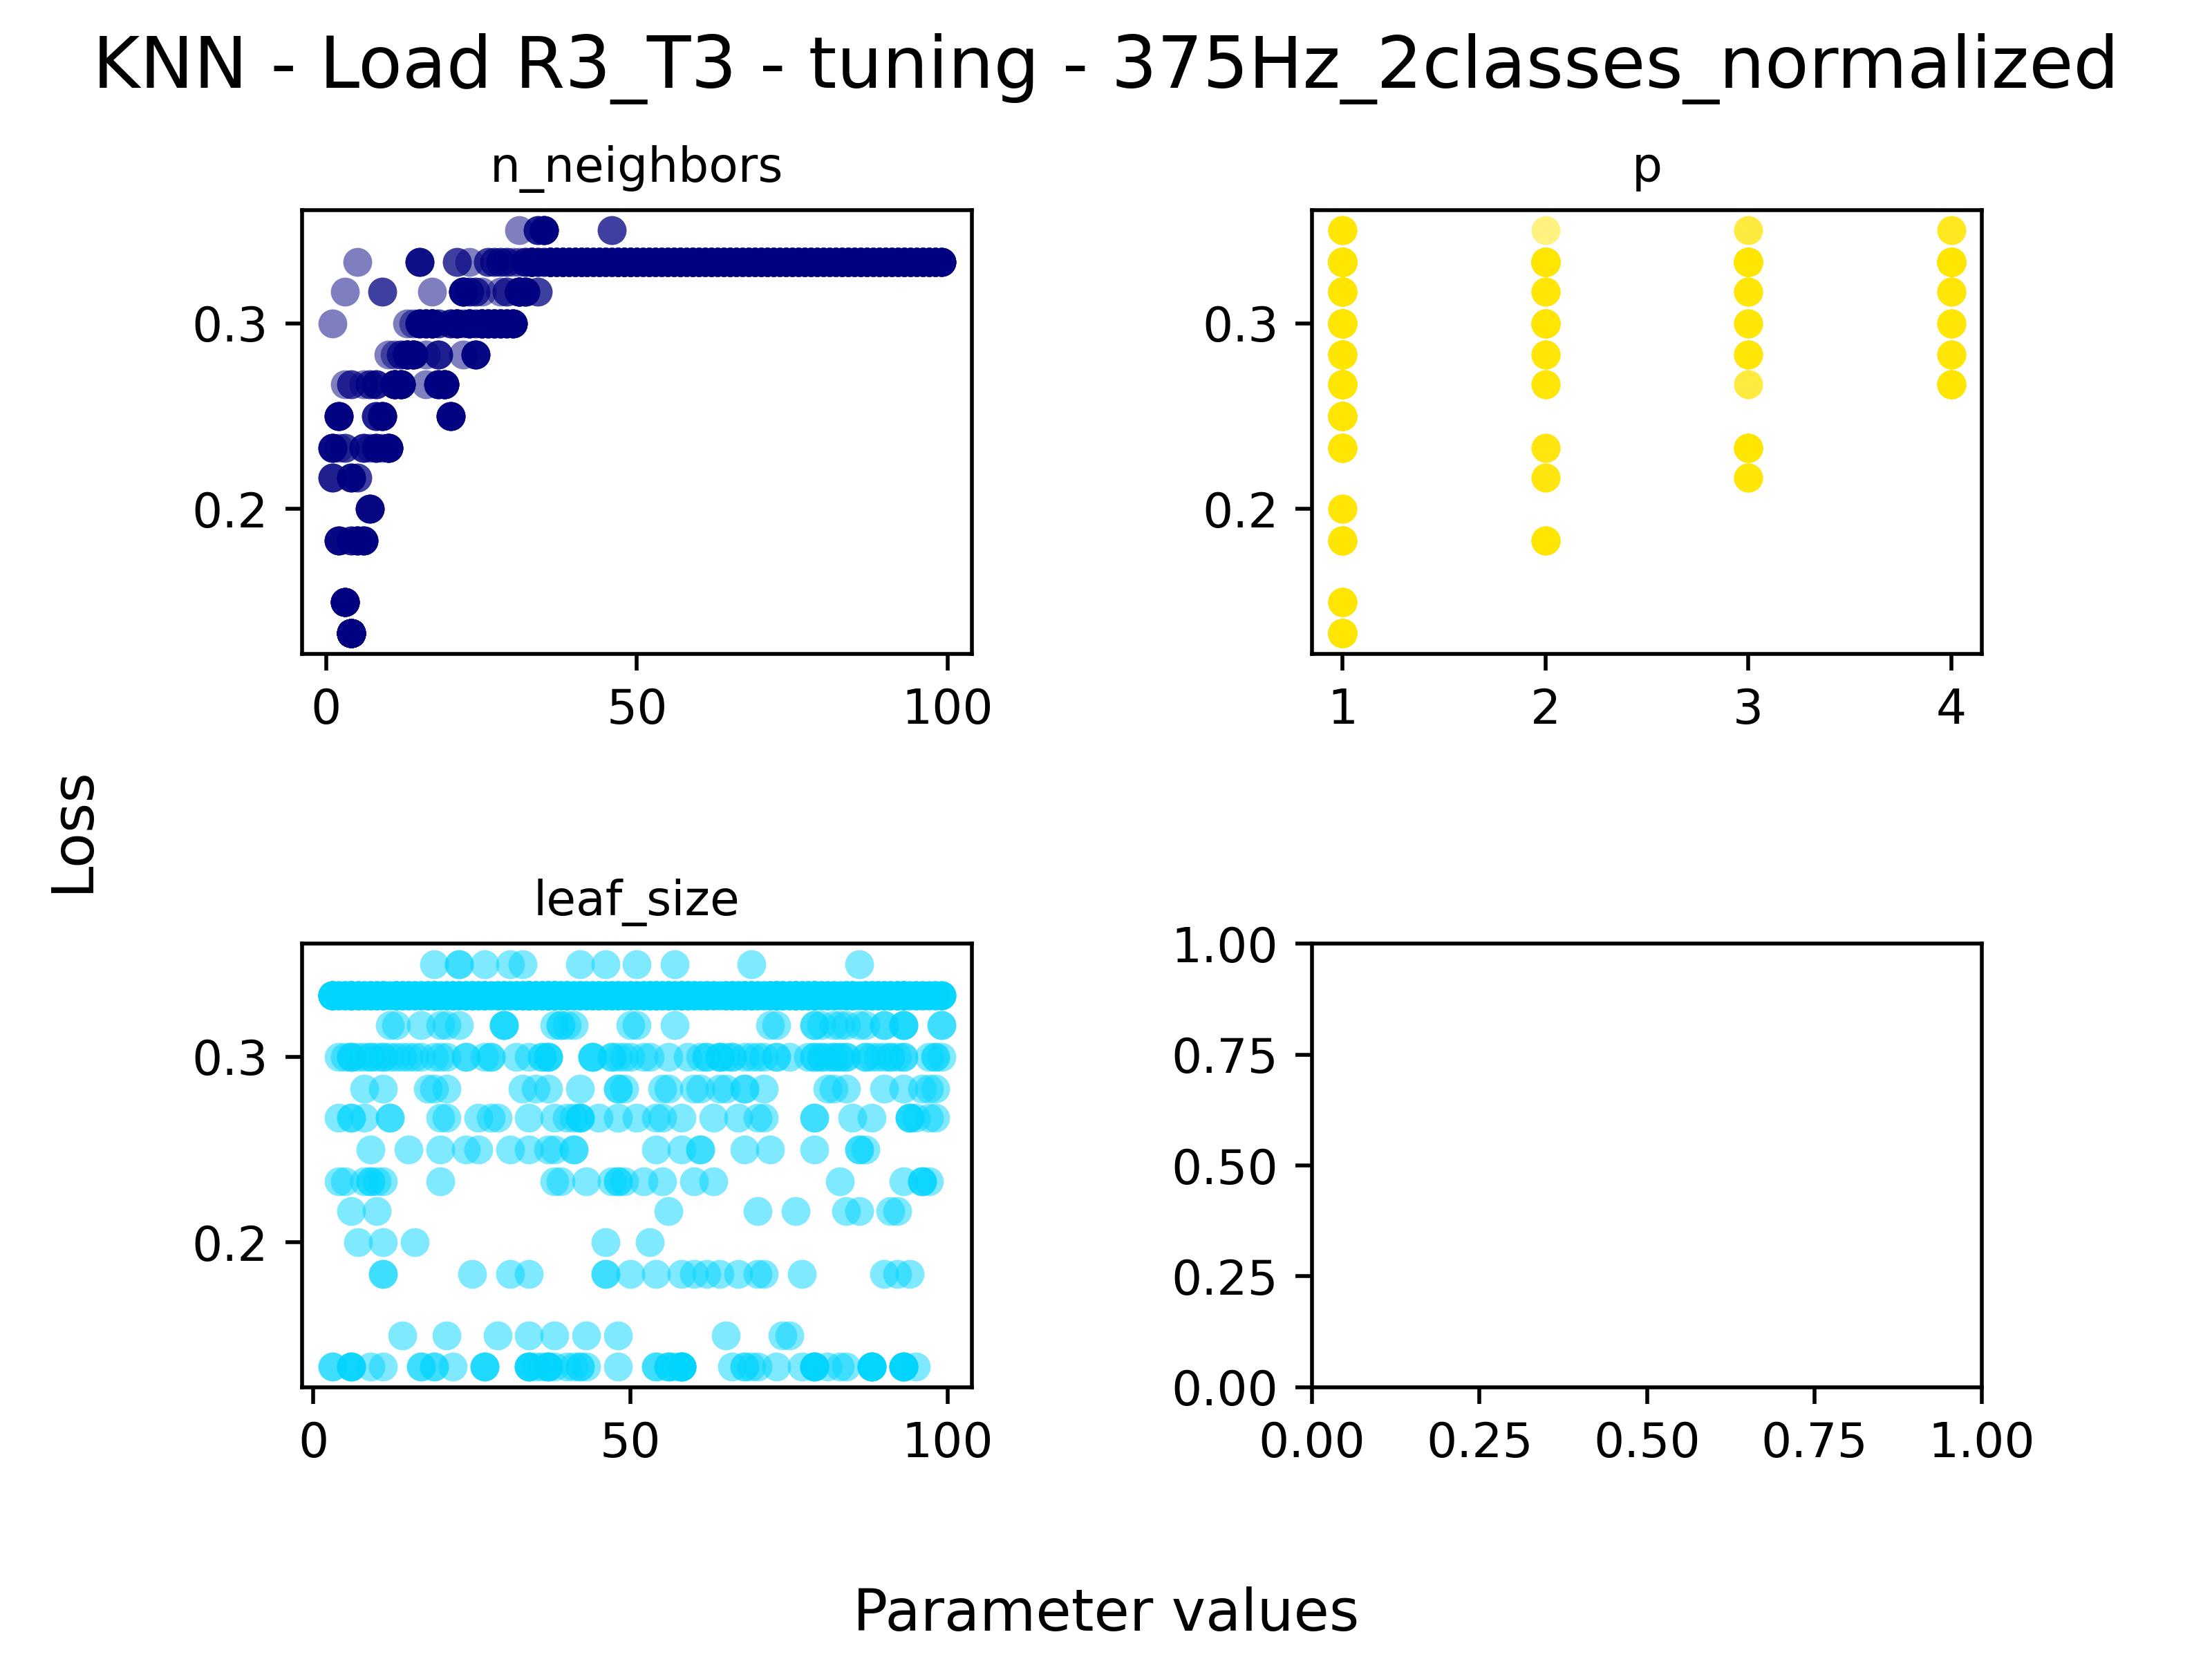 KNN - Load R3_T3 - tuning - 375Hz_2classes_normalized
n_neighbors
0.3
0.2
0 50 100
p
0.3
0.2
1 2 3 4
Loss
leaf_size
0.3
0.2
0 50 100
1.00
0.75
0.50
0.25
0.00
0.00 0.25 0.50 0.75 1.00
Parameter values